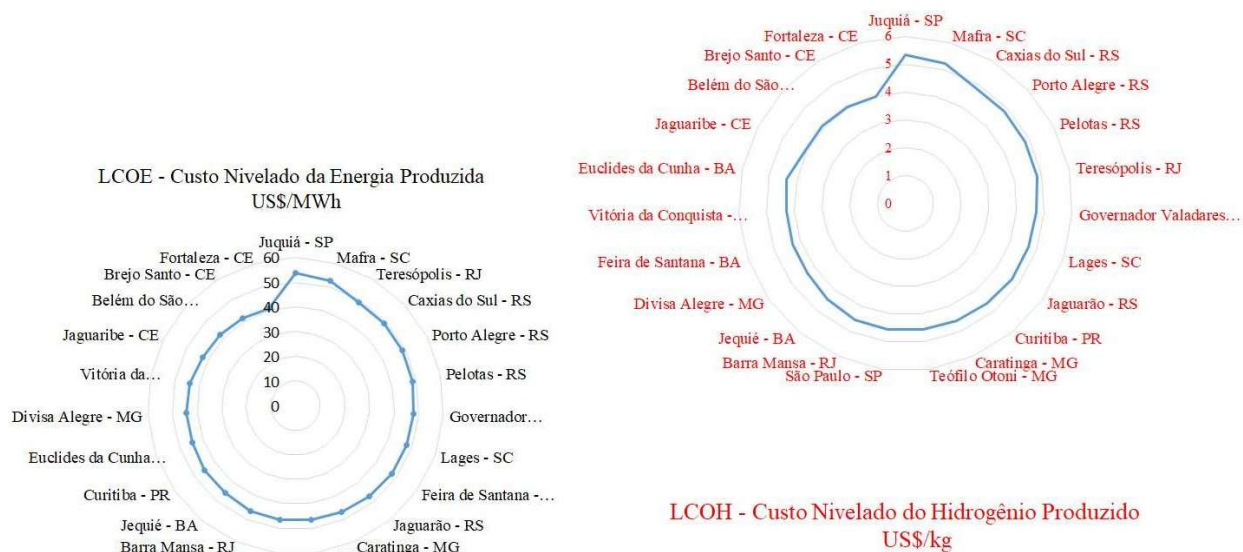 LCOE - Custo Nivelado da Energia Produzida
US$/MWh
Juquiá - SP
Mafra - SC
Teresópolis - RJ
Caxias do Sul - RS
Porto Alegre - RS
Pelotas - RS
Governador...
Lages - SC
Feira de Santana -...
Jaguarão - RS
Caratinga - MG
Barra Mansa - RJ
Jequié - BA
Curitiba - PR
Euclides da Cunha...
Divisa Alegre - MG
Vitória da...
Jaguaribe - CE
Belém do São...
Brejo Santo - CE
Fortaleza - CE
60
50
40
30
20
10
0
Juquiá - SP
Mafra - SC
Caxias do Sul - RS
Porto Alegre - RS
Pelotas - RS
Teresópolis - RJ
Governador Valadares...
Lages - SC
Jaguarão - RS
Curitiba - PR
Caratinga - MG
Teófilo Otoni - MG
São Paulo - SP
Barra Mansa - RJ
Jequié - BA
Divisa Alegre - MG
Feira de Santana - BA
Vitória da Conquista -...
Euclides da Cunha - BA
Jaguaribe - CE
Belém do São...
Brejo Santo - CE
Fortaleza - CE
6
5
4
3
2
1
0
LCOH - Custo Nivelado do Hidrogênio Produzido
US$/kg